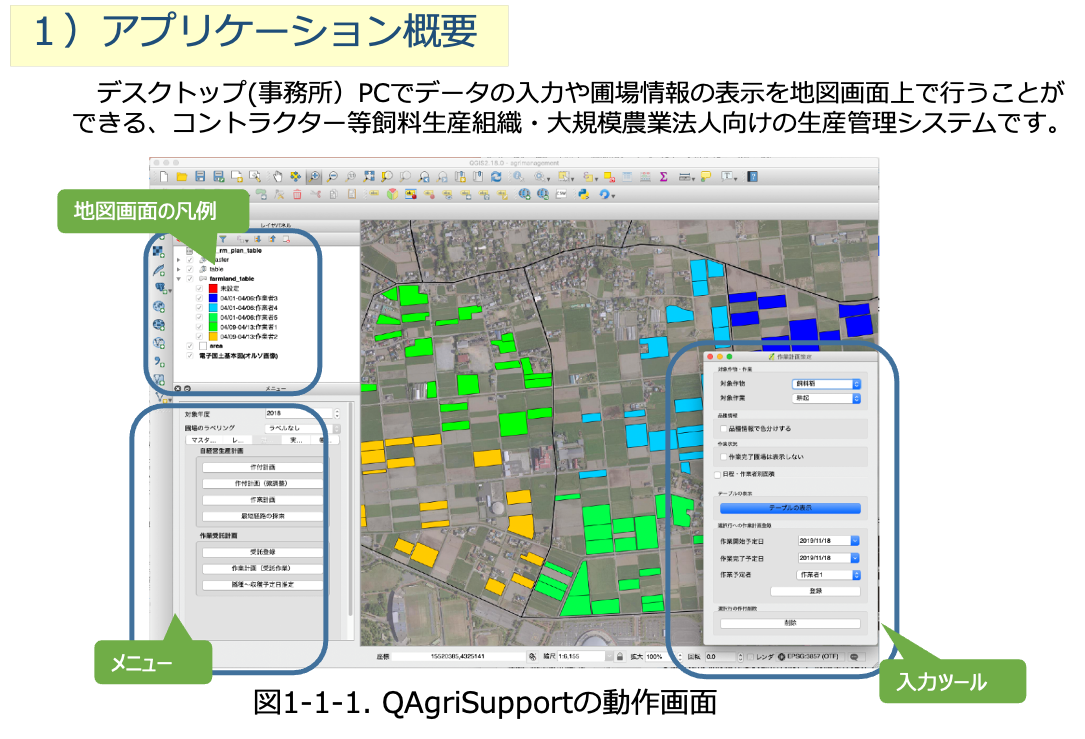 １）アプリケーション概要
デスクトップ(事務所）PCでデータの入力や圃場情報の表示を地図画面上で行うことが
できる、コントラクター等飼料生産組織・大規模農業法人向けの生産管理システムです。
QGIS2.18.0 - agrimanagement
地図画面の凡例
レイヤパネル
rm_plan_table
master
table
farmland_table
未設定
04/01-04/06:作業者3
04/01-04/06:作業者4
04/01-04/06:作業者5
04/09-04/13:作業者1
04/09-04/13:作業者2
area
電子国土基本図(オルソ画像)
メニュー
対象年度 2018
圃場のラベリング ラベルなし
マスタ... レ... 実...
自経営生産計画
作付計画
作付計画（微調整）
作業計画
最短経路の探索
作業受託計画
受託登録
作業計画（受託作業）
播種～収穫予定日推定
作業計画策定
対象作物・作業
対象作物 飼料稲
対象作業 耕起
品種情報
品種情報で色分けする
作業状況
作業完了圃場は表示しない
日程・作業者別面積
テーブルの表示
テーブルの表示
選択行への作業計画登録
作業開始予定日 2019/11/18
作業完了予定日 2019/11/18
作業予定者 作業者1
登録
選択行の作付削除
削除
座標 15520385,4325141 縮尺 1:6,155 拡大 100% 回転 0.0 レンダ EPSG:3857 (OTF)
メニュー
入力ツール
図1-1-1. QAgriSupportの動作画面